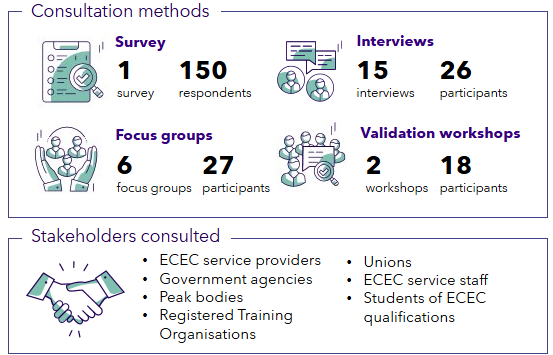 Consultation methods
Survey
1 150
survey respondents
Interviews
15 26
interviews participants
Focus groups
6 27
focus groups participants
Validation workshops
2 18
workshops participants
Stakeholders consulted
• ECEC service providers
• Government agencies
• Peak bodies
• Registered Training
Organisations
• Unions
• ECEC service staff
• Students of ECEC
qualifications